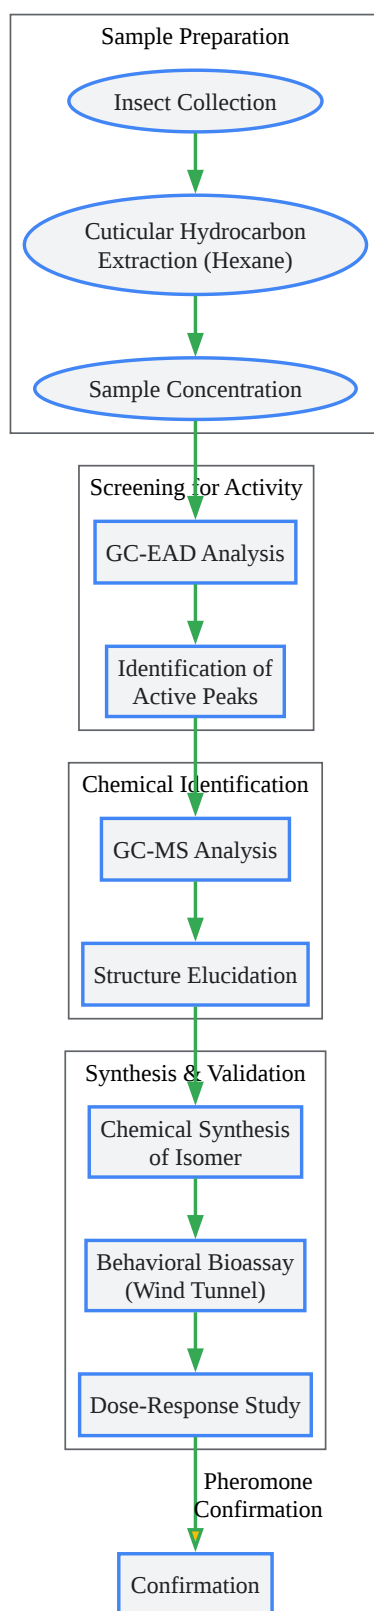 Sample Preparation
Insect Collection
Cuticular Hydrocarbon
Extraction (Hexane)
Sample Concentration
Screening for Activity
GC-EAD Analysis
Identification of
Active Peaks
Chemical Identification
GC-MS Analysis
Structure Elucidation
Synthesis & Validation
Chemical Synthesis
of Isomer
Behavioral Bioassay
(Wind Tunnel)
Dose-Response Study
Pheromone
Confirmation
Confirmation